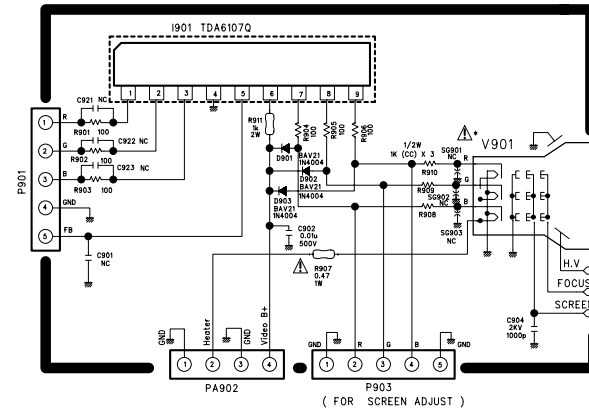 I901 TDA6107Q
1 2 3 4 5 6 7 8 9
C921 NC
R901 100
C922 NC
R902 100
C923 NC
R903 100
P901
1 R
2 G
3 B
4 GND
5 FB
C901
NC
R911
1k
2W
R904
100
R905
100
R906
100
D901
BAV21
1N4004
D902
D903
BAV21
1N4004
BAV21
1N4004
C902
0.01u
500V
R907
0.47
1W
1/2W
1K (CC) X 3
R910
R909
R908
SG901
NC
SG902
NC
SG903
NC
R
G
B
*
V901
H.V
FOCUS
SCREEN
C904
2KV
1000p
GND
Heater
GND
Video B+
1 2 3 4
PA902
GND
R
G
B
GND
1 2 3 4 5
P903
( FOR SCREEN ADJUST )